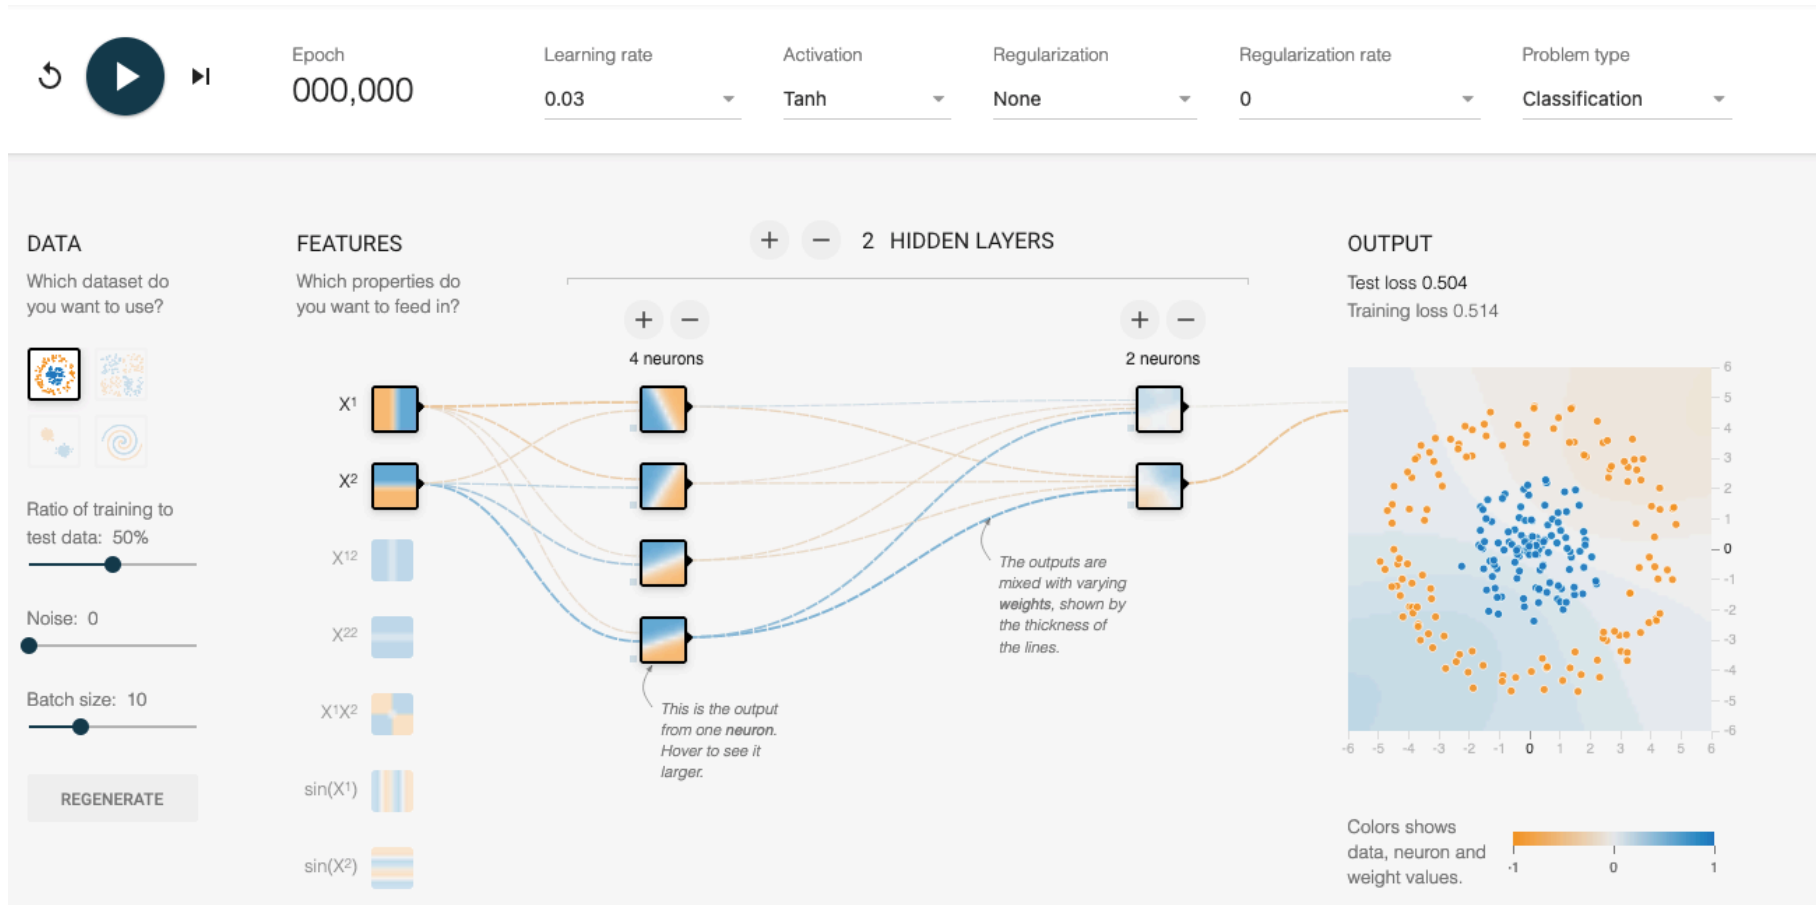 Epoch
000,000
Learning rate
0.03
Activation
Tanh
Regularization
None
Regularization rate
0
Problem type
Classification
DATA
Which dataset do
you want to use?
Ratio of training to
test data: 50%
Noise: 0
Batch size: 10
REGENERATE
FEATURES
Which properties do
you want to feed in?
X1
X2
X12
X22
X1X2
sin(X1)
sin(X2)
+ − 2 HIDDEN LAYERS
+ −
4 neurons
+ −
2 neurons
This is the output
from one neuron.
Hover to see it
larger.
The outputs are
mixed with varying
weights, shown by
the thickness of
the lines.
OUTPUT
Test loss 0.504
Training loss 0.514
6
5
4
3
2
1
0
-1
-2
-3
-4
-5
-6
-6 -5 -4 -3 -2 -1 0 1 2 3 4 5 6
Colors shows
data, neuron and
weight values.
-1 0 1